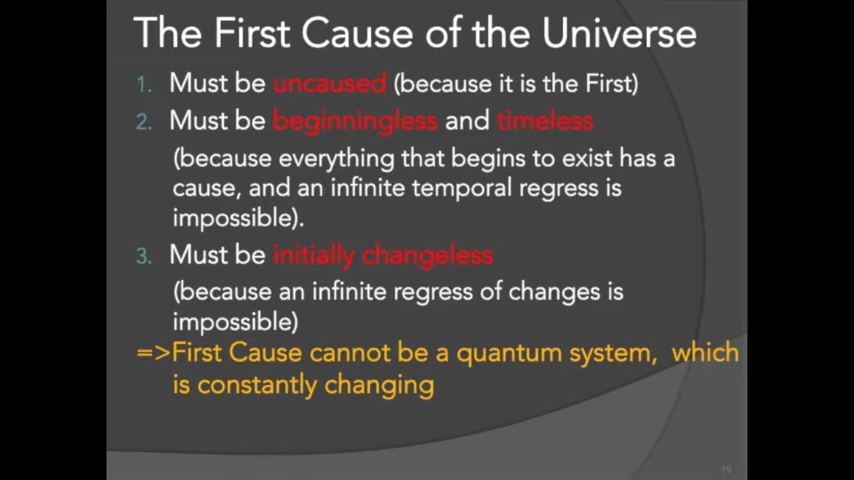 The First Cause of the Universe
1. Must be uncaused (because it is the First)
2. Must be beginningless and timeless
(because everything that begins to exist has a
cause, and an infinite temporal regress is
impossible).
3. Must be initially changeless
(because an infinite regress of changes is
impossible)
=>First Cause cannot be a quantum system, which
is constantly changing
19